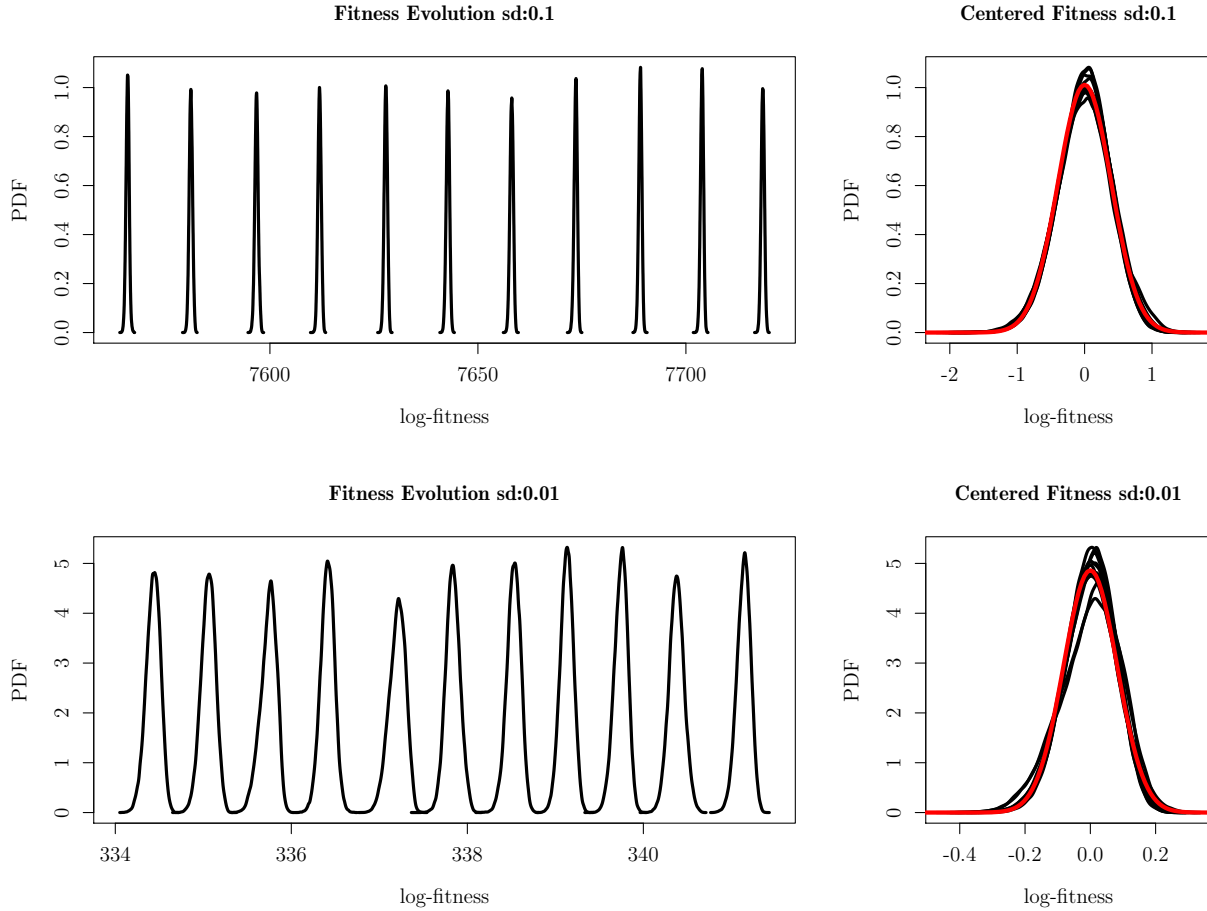 Fitness Evolution sd:0.1
PDF
0.0 0.2 0.4 0.6 0.8 1.0
7600 7650 7700
log-fitness
Centered Fitness sd:0.1
PDF
0.0 0.2 0.4 0.6 0.8 1.0
-2 -1 0 1
log-fitness
Fitness Evolution sd:0.01
PDF
0 1 2 3 4 5
334 336 338 340
log-fitness
Centered Fitness sd:0.01
PDF
0 1 2 3 4 5
-0.4 -0.2 0.0 0.2
log-fitness